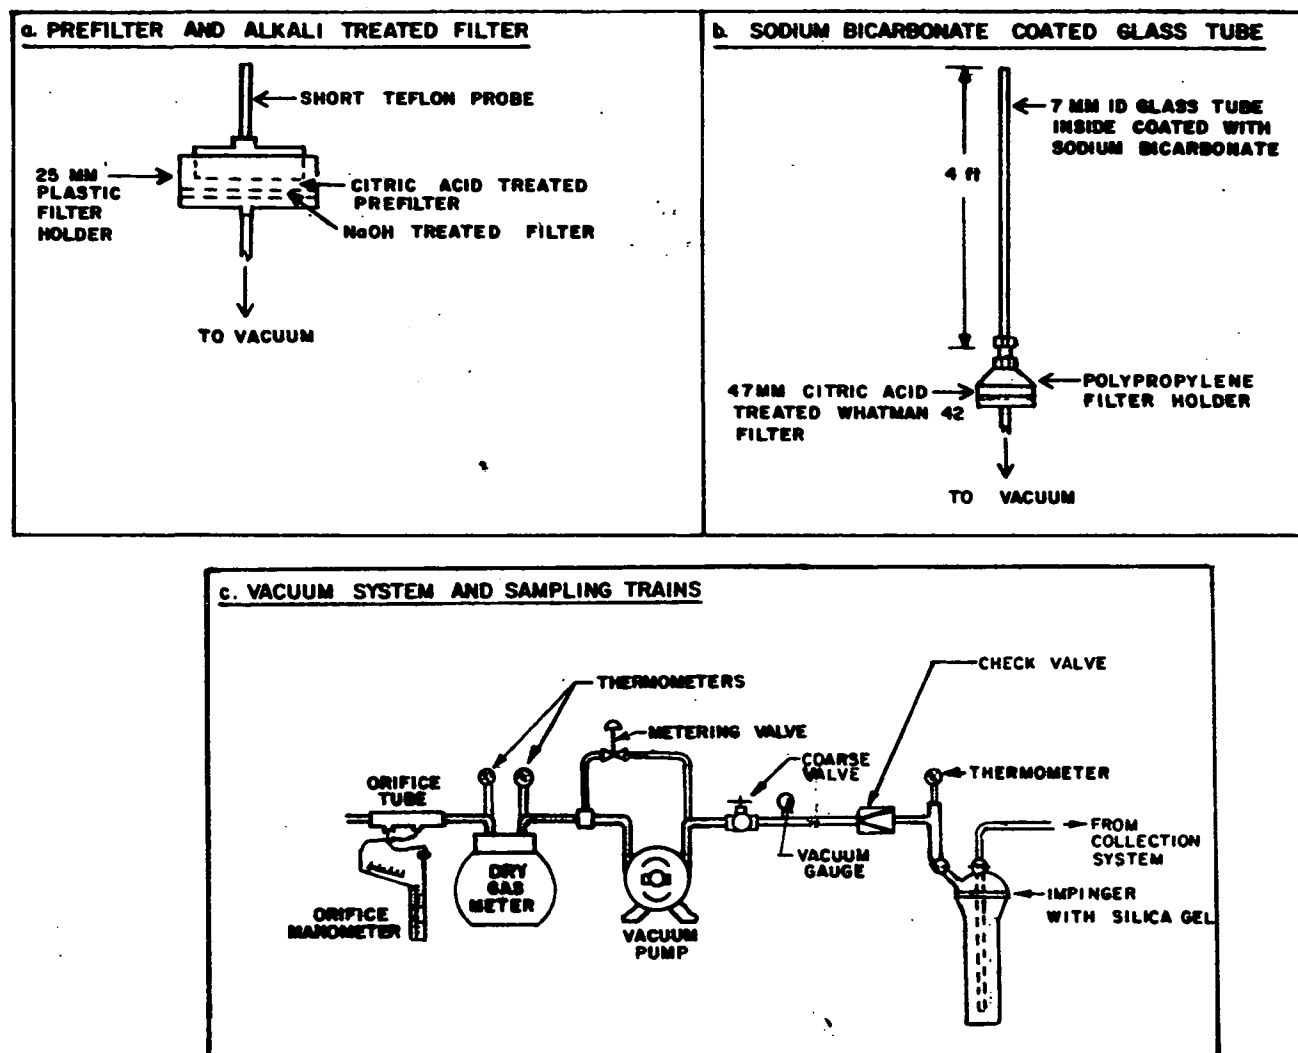 a. PREFILTER AND ALKALI TREATED FILTER
SHORT TEFLON PROBE
25 MM
PLASTIC
FILTER
HOLDER
CITRIC ACID TREATED
PREFILTER
NaOH TREATED FILTER
TO VACUUM
b. SODIUM BICARBONATE COATED GLASS TUBE
7 MM ID GLASS TUBE
INSIDE COATED WITH
SODIUM BICARBONATE
4 ft
47MM CITRIC ACID
TREATED WHATMAN 42
FILTER
POLYPROPYLENE
FILTER HOLDER
TO VACUUM
c. VACUUM SYSTEM AND SAMPLING TRAINS
CHECK VALVE
THERMOMETERS
METERING VALVE
COARSE
VALVE
THERMOMETER
ORIFICE
TUBE
FROM
COLLECTION
SYSTEM
VACUUM
GAUGE
DRY
GAS
METER
IMPINGER
WITH SILICA GEL
ORIFICE
MANOMETER
VACUUM
PUMP